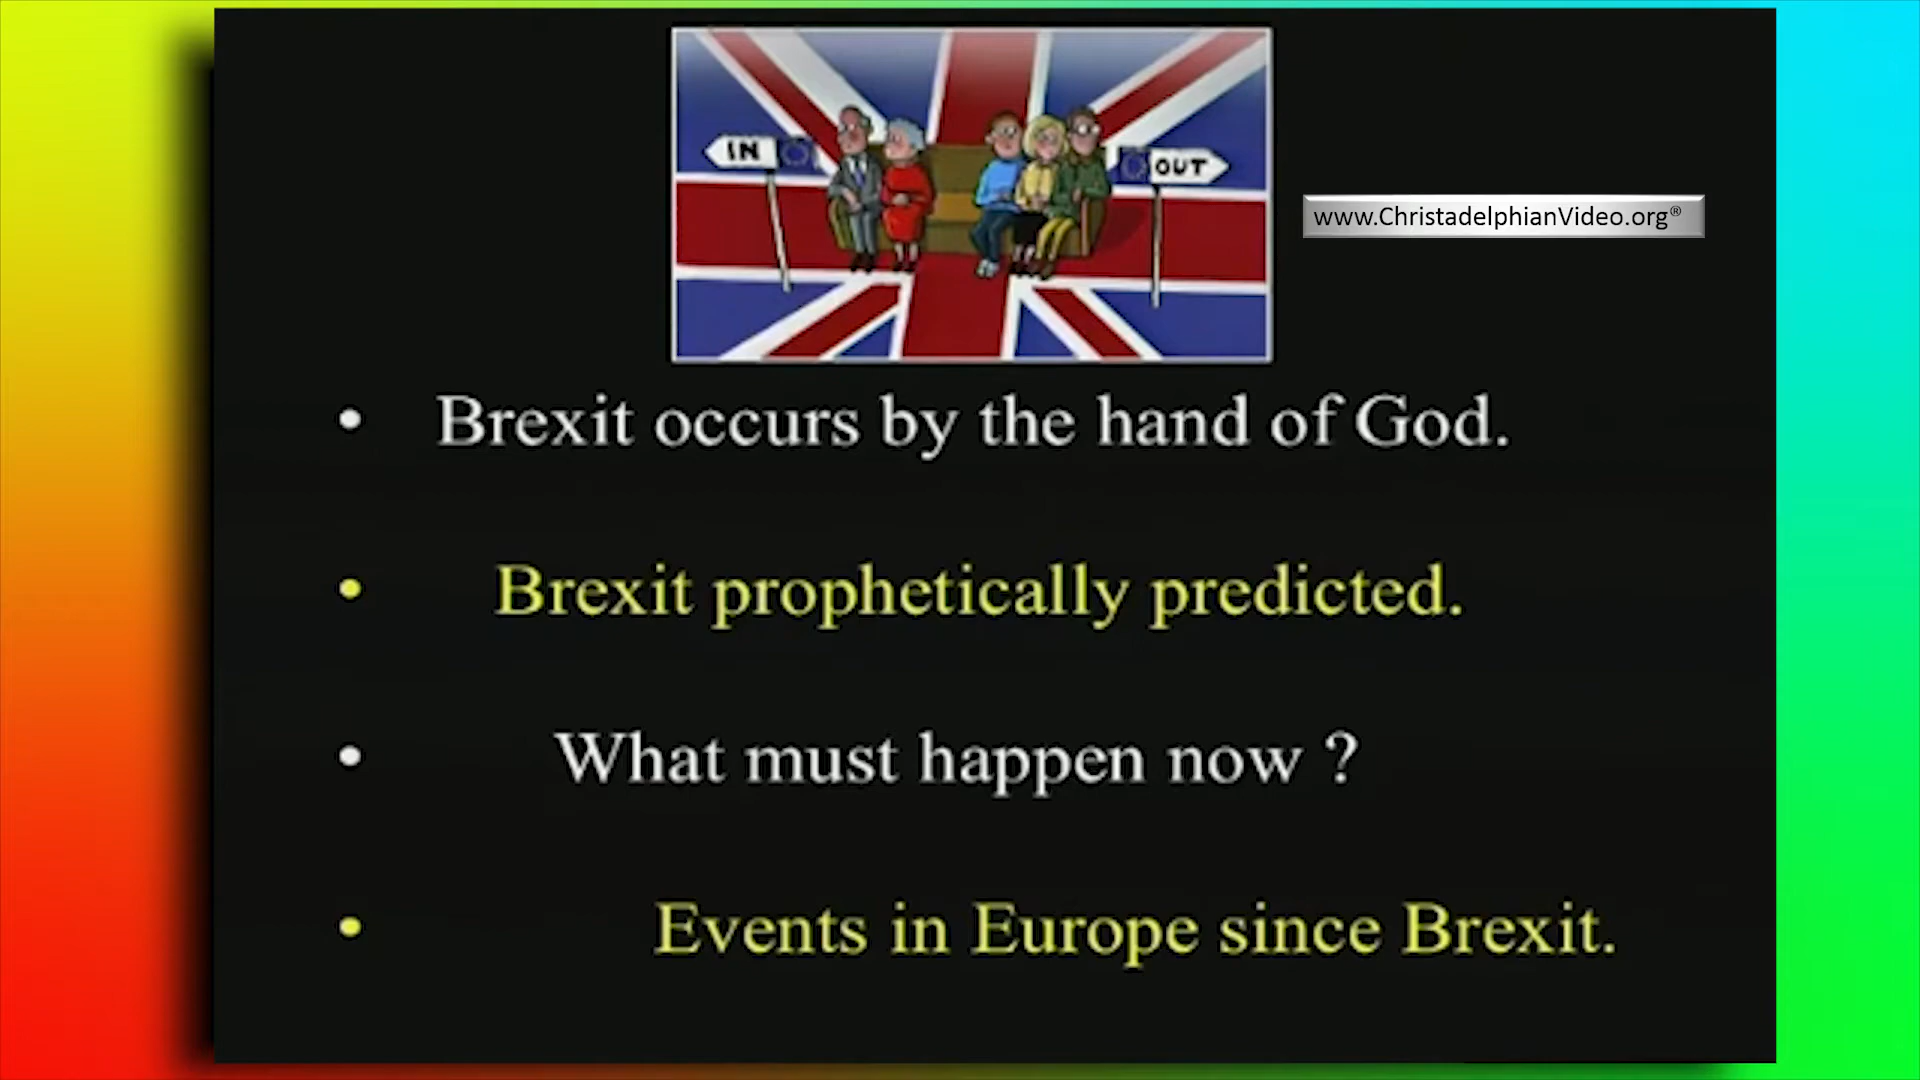 IN
OUT
www.ChristadelphianVideo.org®
• Brexit occurs by the hand of God.
• Brexit prophetically predicted.
• What must happen now ?
• Events in Europe since Brexit.